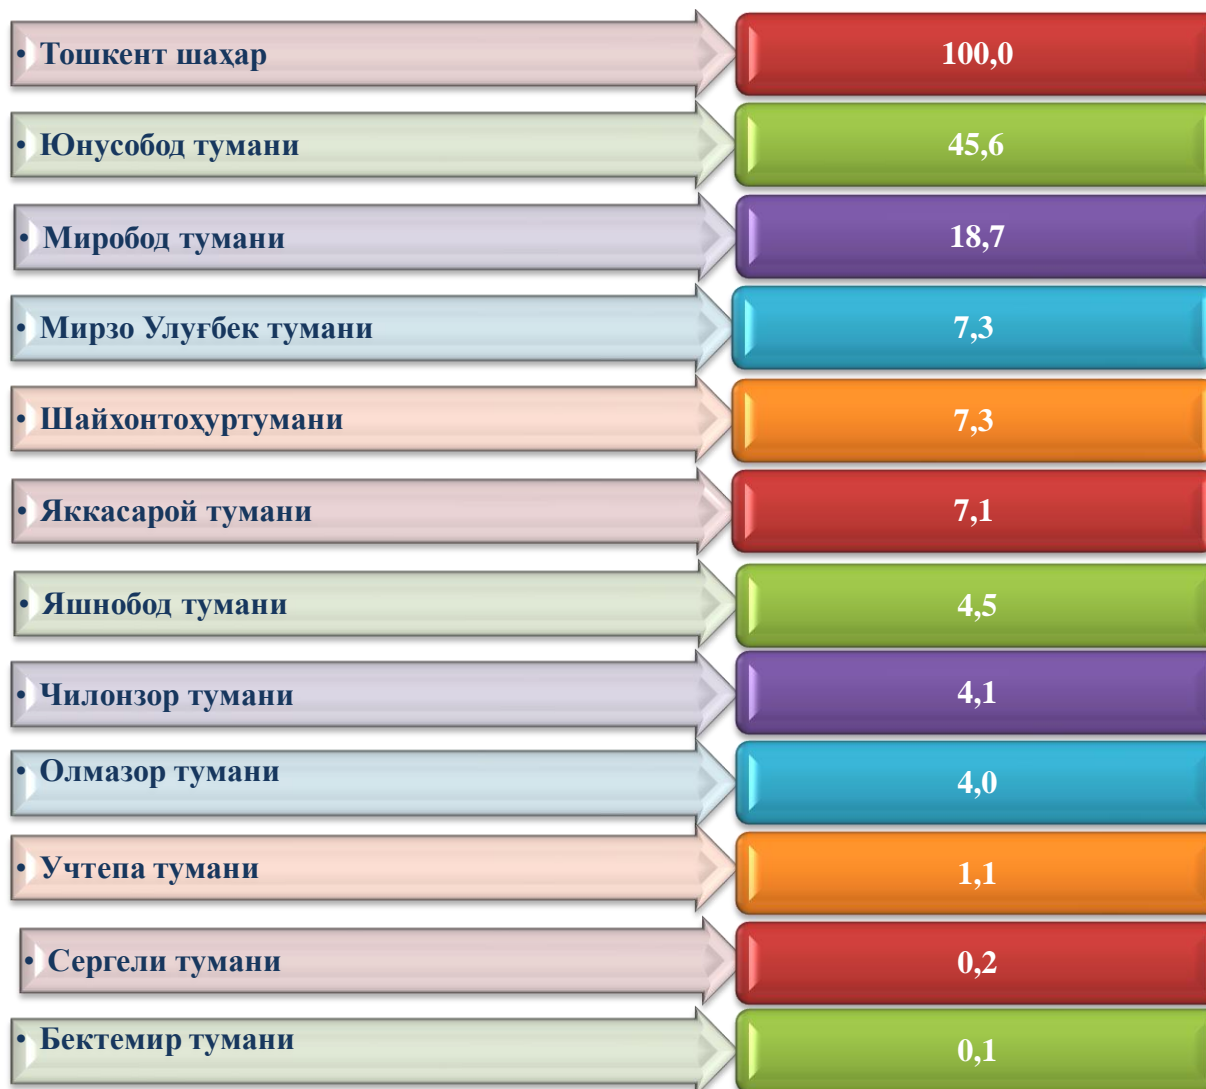 • Тошкент шаҳар 100,0
• Юнусобод тумани 45,6
• Миробод тумани 18,7
• Мирзо Улуғбек тумани 7,3
• Шайхонтоҳуртумани 7,3
• Яккасарой тумани 7,1
• Яшнобод тумани 4,5
• Чилонзор тумани 4,1
• Олмазор тумани 4,0
• Учтепа тумани 1,1
• Сергели тумани 0,2
• Бектемир тумани 0,1